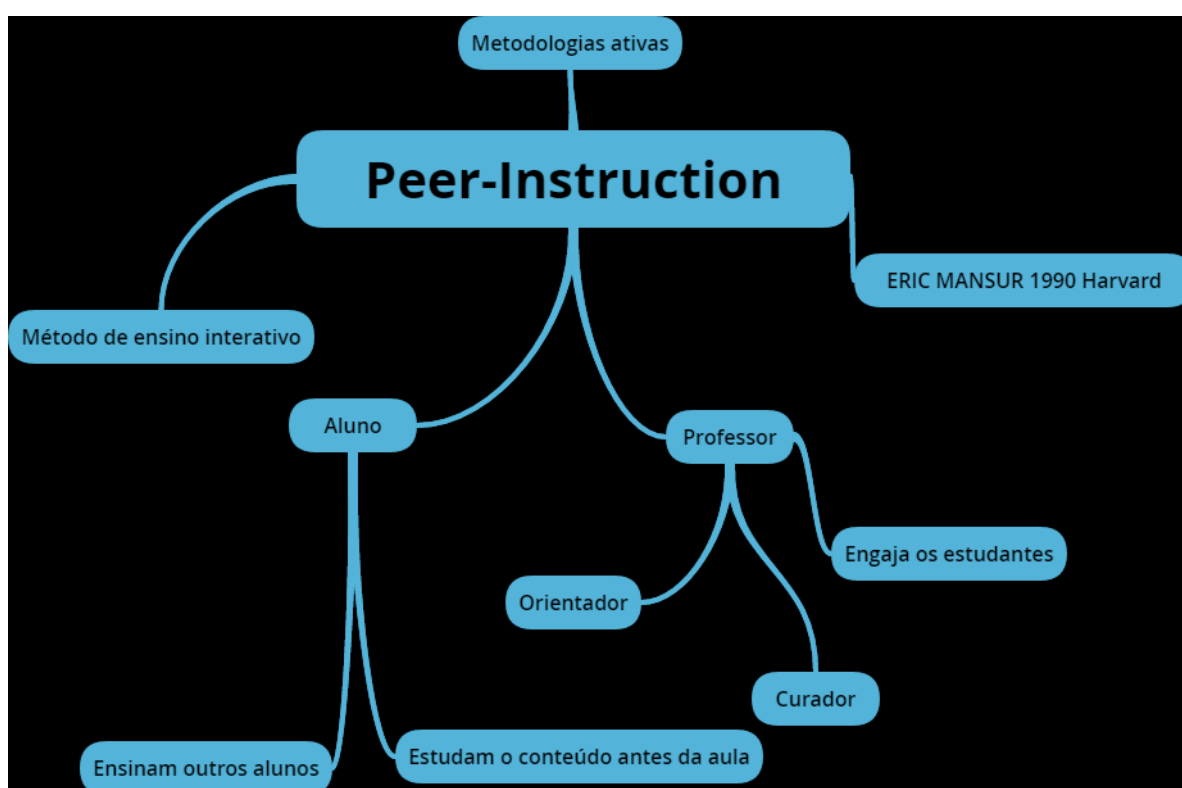 Metodologias ativas
Peer-Instruction
ERIC MANSUR 1990 Harvard
Método de ensino interativo
Aluno
Professor
Engaja os estudantes
Orientador
Curador
Estudam o conteúdo antes da aula
Ensinam outros alunos